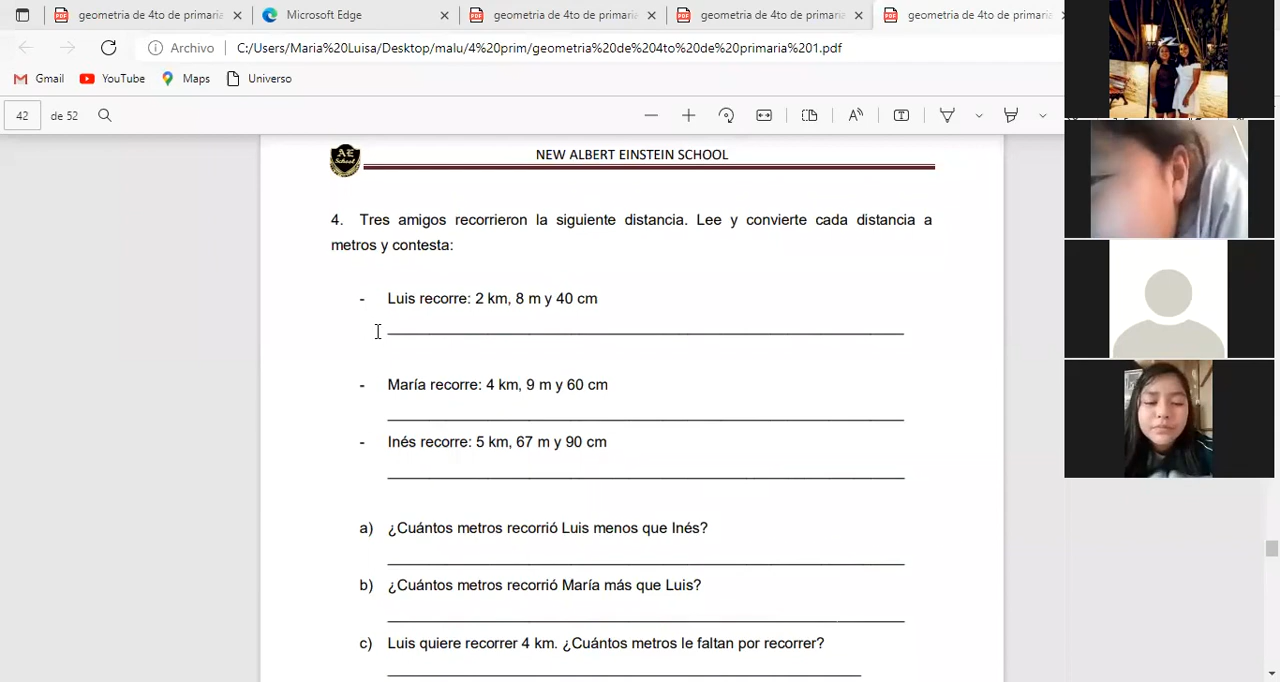 geometria de 4to de primaria
Microsoft Edge
geometria de 4to de primaria
geometria de 4to de primaria
geometria de 4to de primaria
Archivo
C:/Users/Maria%20Luisa/Desktop/malu/4%20prim/geometria%20de%204to%20de%20primaria%201.pdf
Gmail
YouTube
Maps
Universo
42
de 52
AE
School
NEW ALBERT EINSTEIN SCHOOL
4. Tres amigos recorrieron la siguiente distancia. Lee y convierte cada distancia a
metros y contesta:
- Luis recorre: 2 km, 8 m y 40 cm
- María recorre: 4 km, 9 m y 60 cm
- Inés recorre: 5 km, 67 m y 90 cm
a) ¿Cuántos metros recorrió Luis menos que Inés?
b) ¿Cuántos metros recorrió María más que Luis?
c) Luis quiere recorrer 4 km. ¿Cuántos metros le faltan por recorrer?